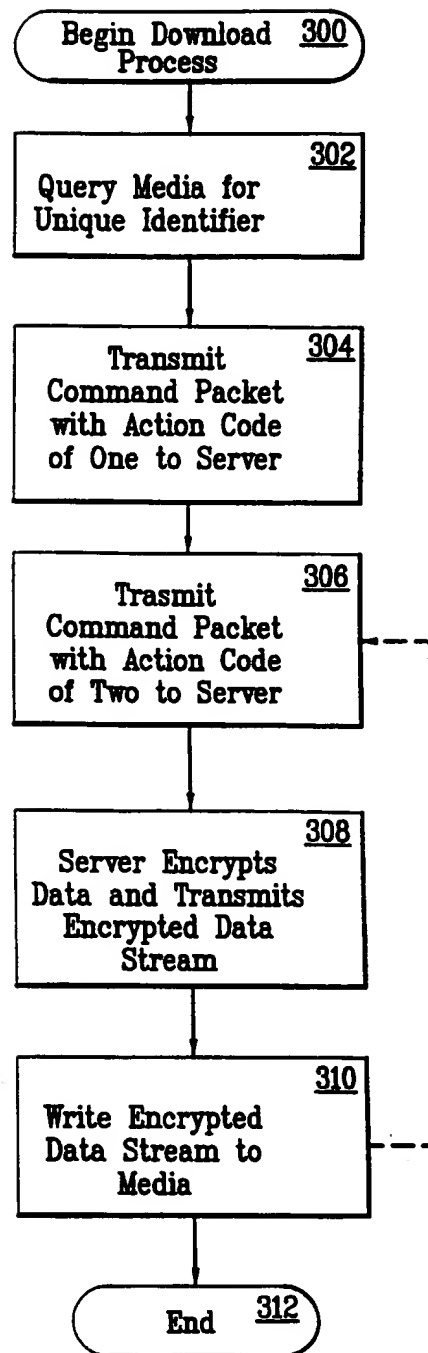 Begin Download 300
Process
302
Query Media for
Unique Identifier
304
Transmit
Command Packet
with Action Code
of One to Server
306
Trasmit
Command Packet
with Action Code
of Two to Server
308
Server Encrypts
Data and Transmits
Encrypted Data
Stream
310
Write Encrypted
Data Stream to
Media
End 312